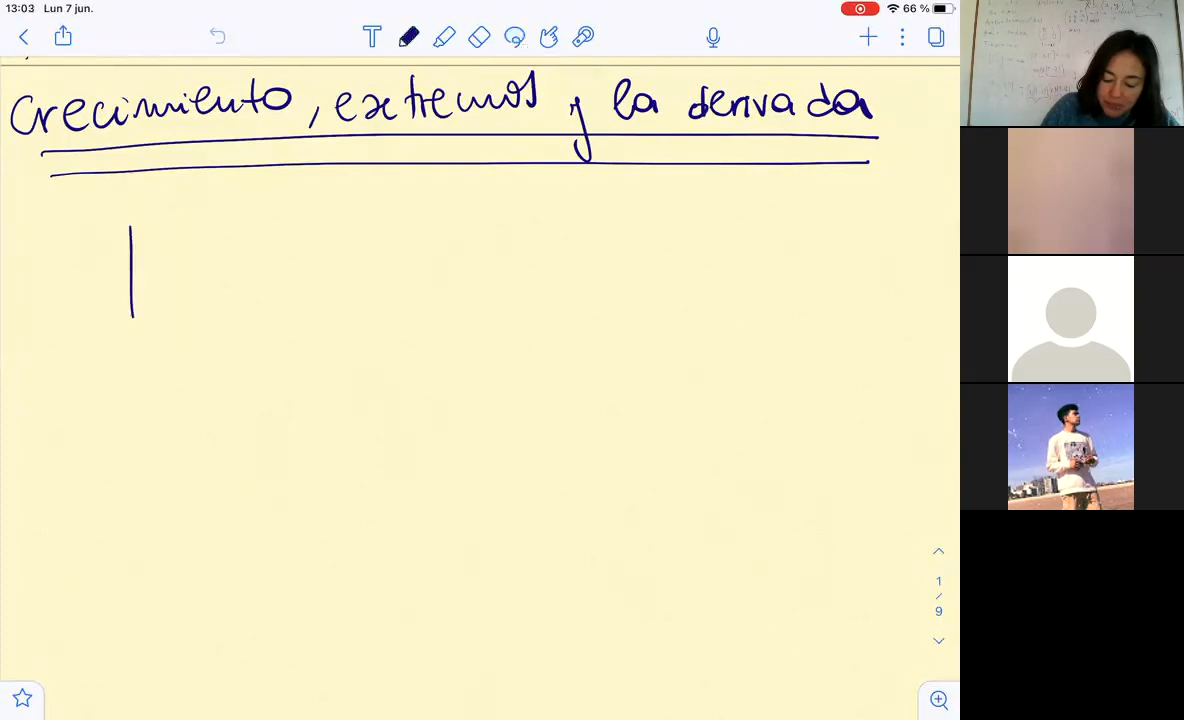 13:03 Lun 7 jun.
66 %
T
Crecimiento, extremos y la derivada
1
/
9